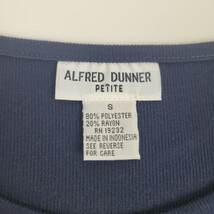 ALFRED DUNNER
PETITE
S
80% POLYESTER
20% RAYON
RN 19232
MADE IN INDONESIA
SEE REVERSE
FOR CARE